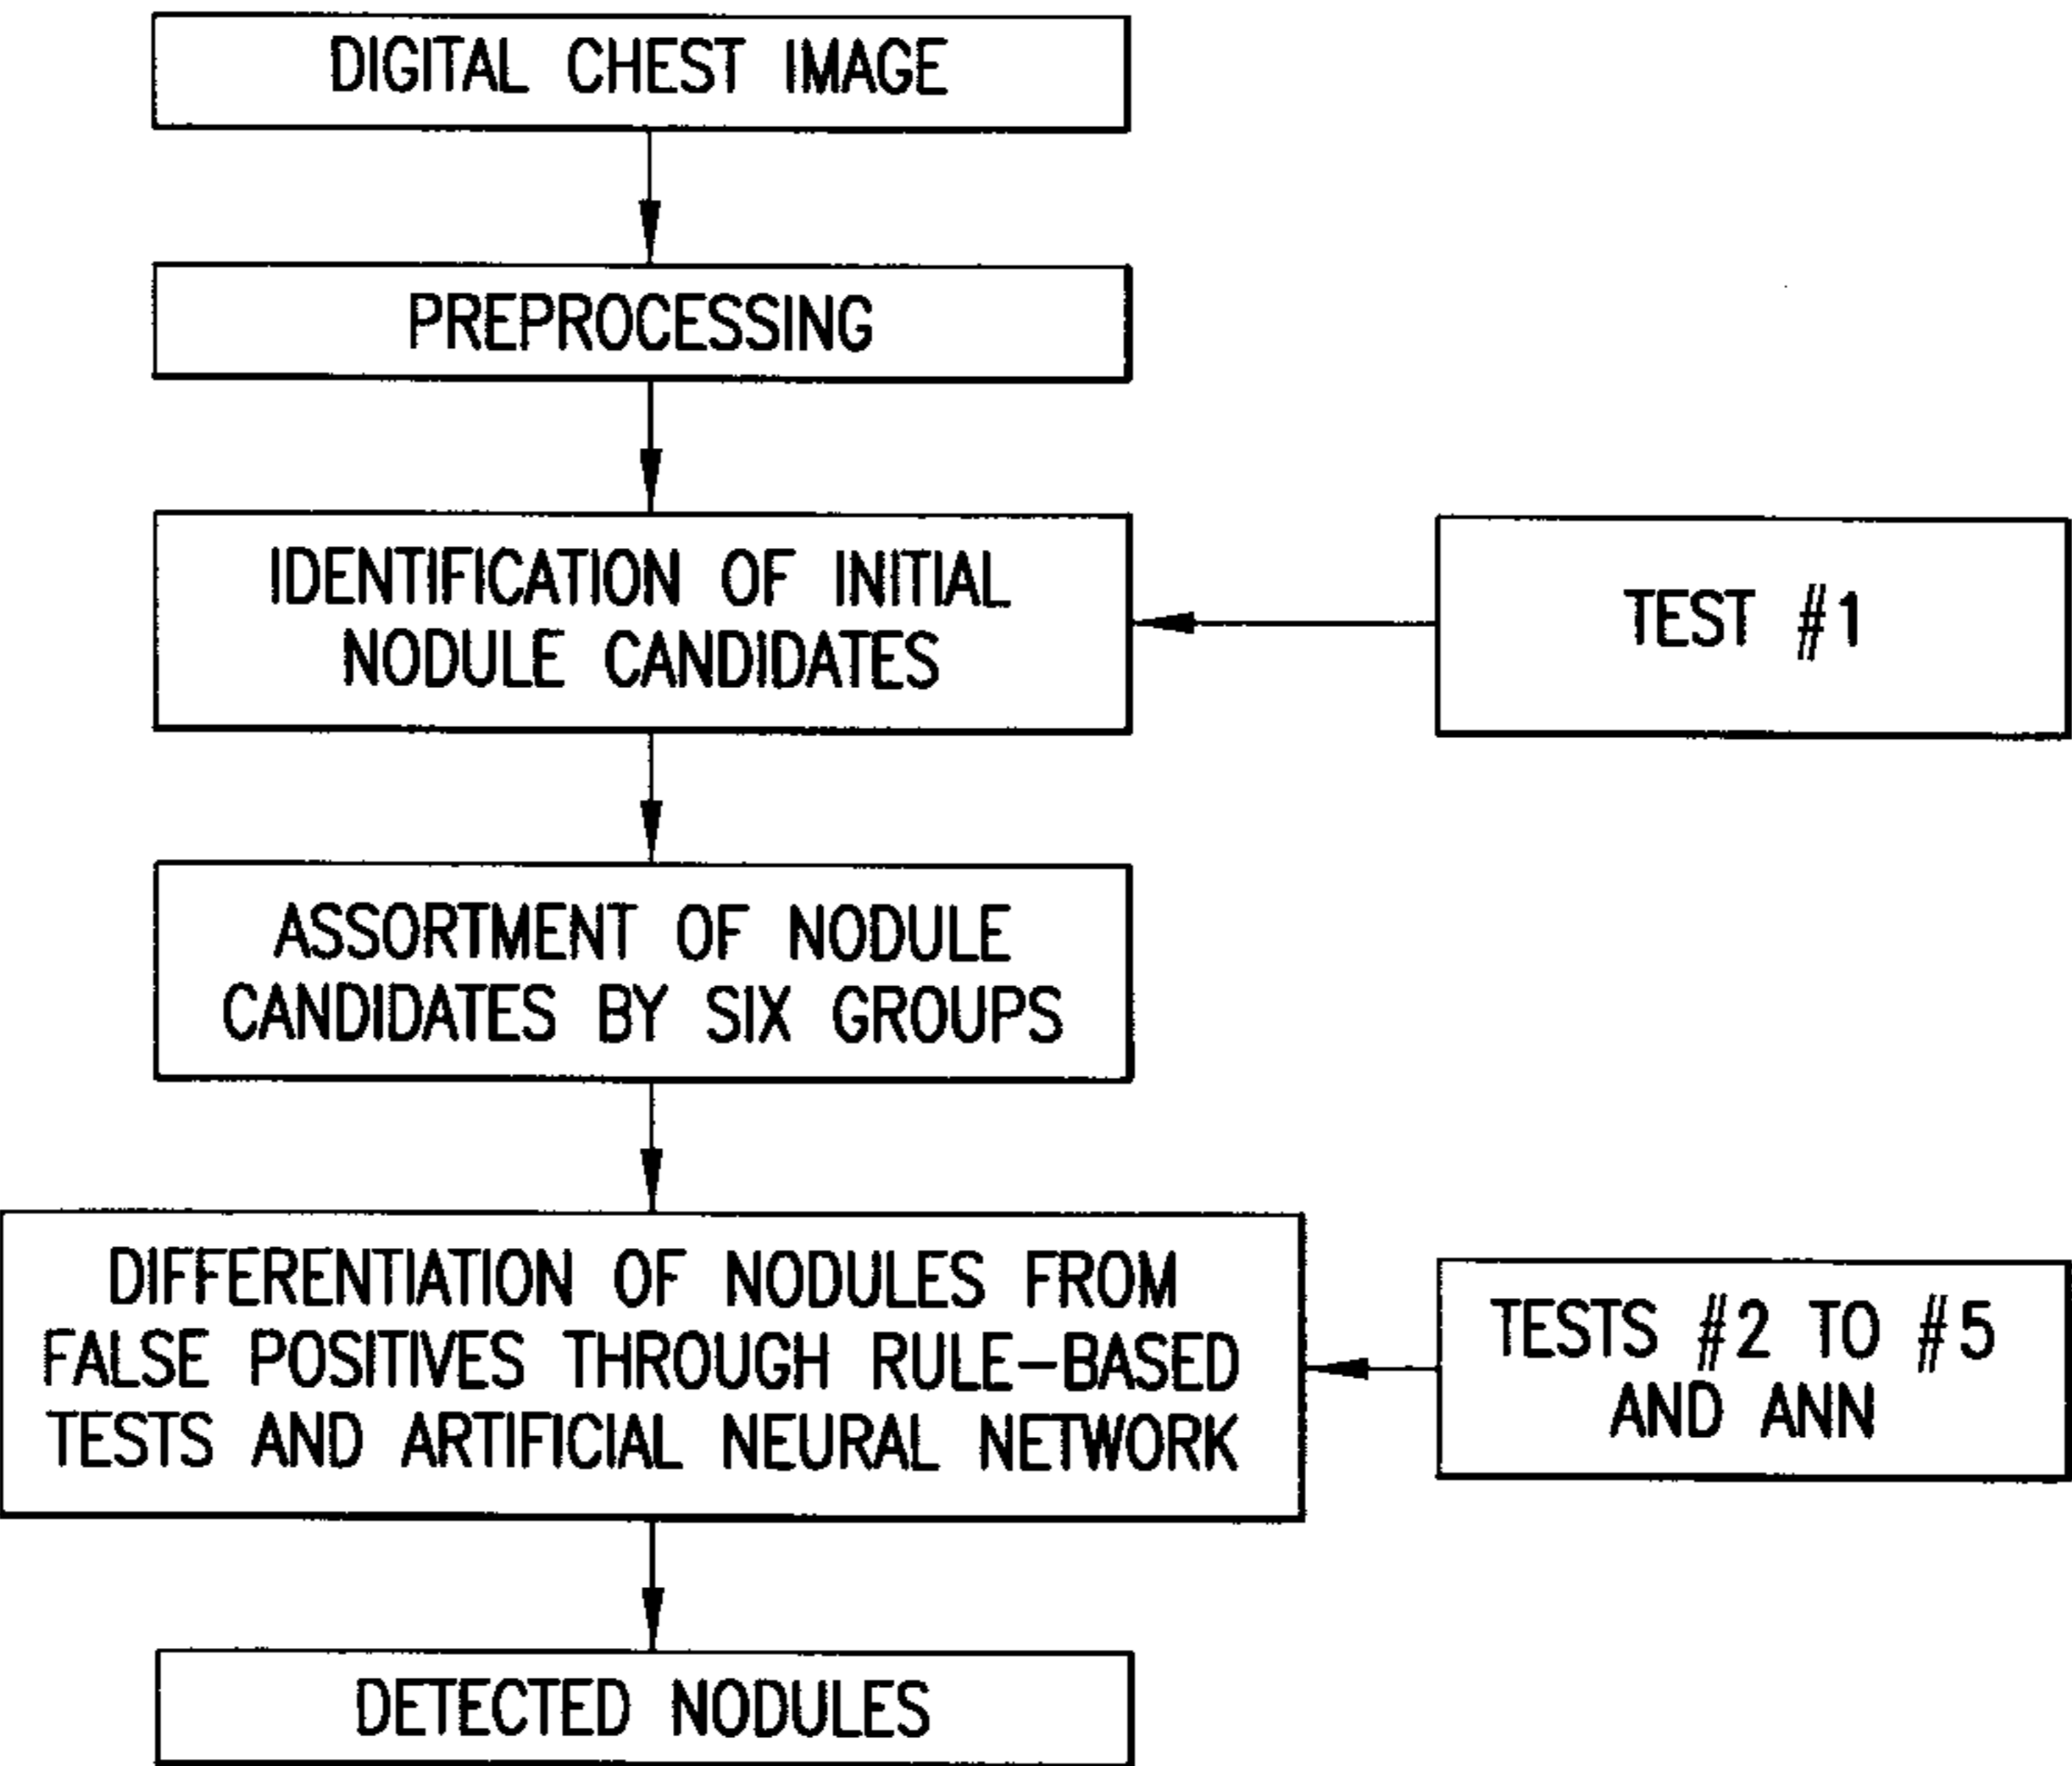 DIGITAL CHEST IMAGE
PREPROCESSING
IDENTIFICATION OF INITIAL
NODULE CANDIDATES
TEST #1
ASSORTMENT OF NODULE
CANDIDATES BY SIX GROUPS
DIFFERENTIATION OF NODULES FROM
FALSE POSITIVES THROUGH RULE-BASED
TESTS AND ARTIFICIAL NEURAL NETWORK
TESTS #2 TO #5
AND ANN
DETECTED NODULES